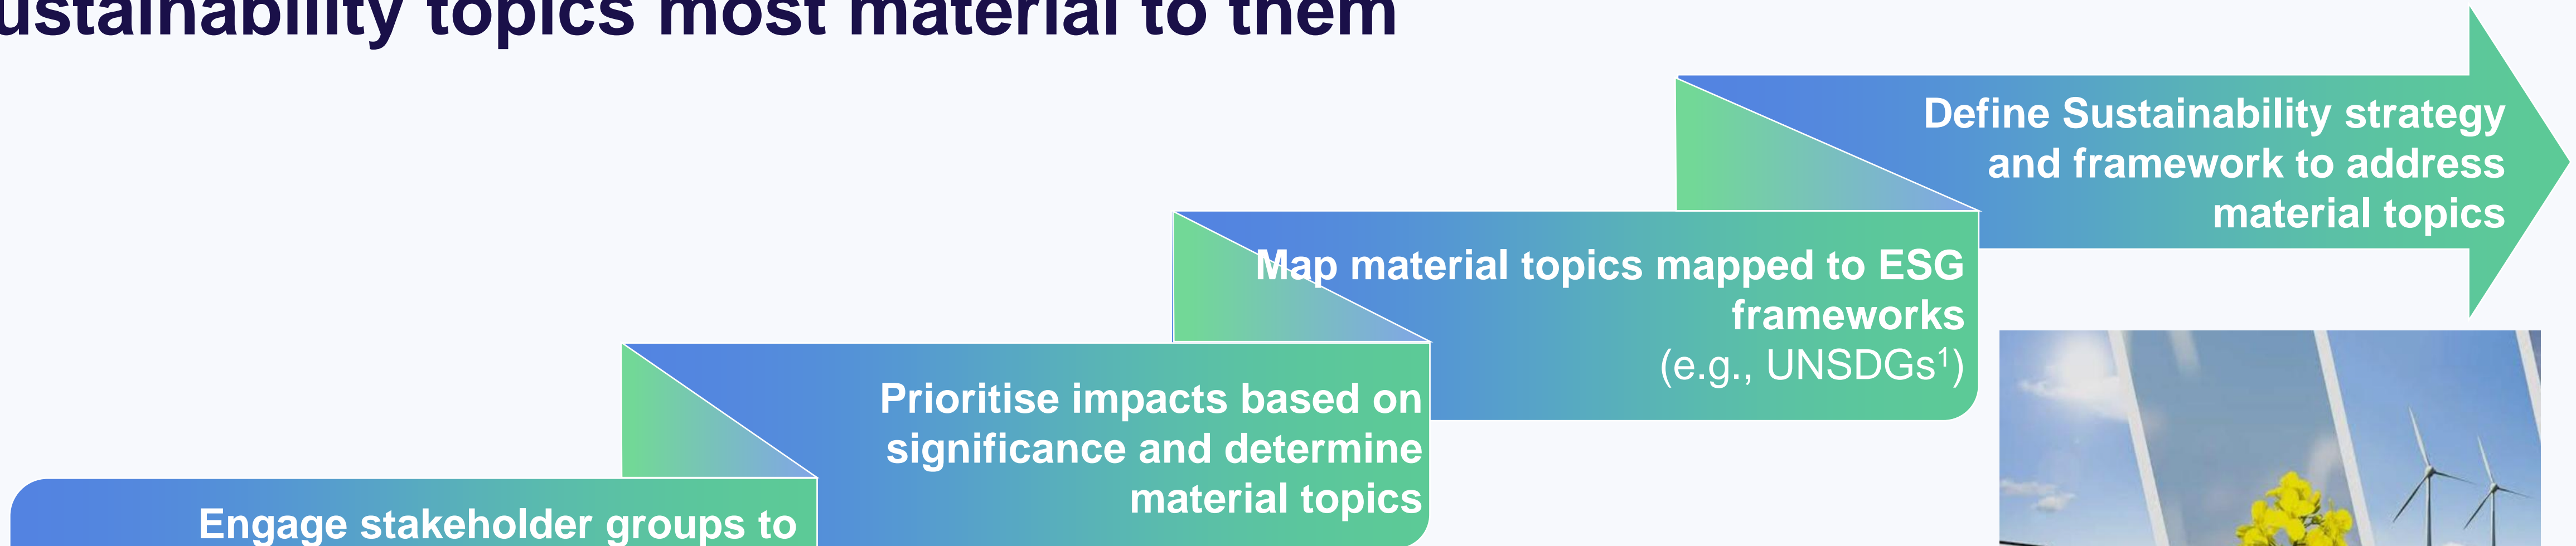 sustainability topics most material to them
Define Sustainability strategy
and framework to address
material topics
Map material topics mapped to ESG
frameworks
(e.g., UNSDGs¹)
Prioritise impacts based on
significance and determine
material topics
Engage stakeholder groups to